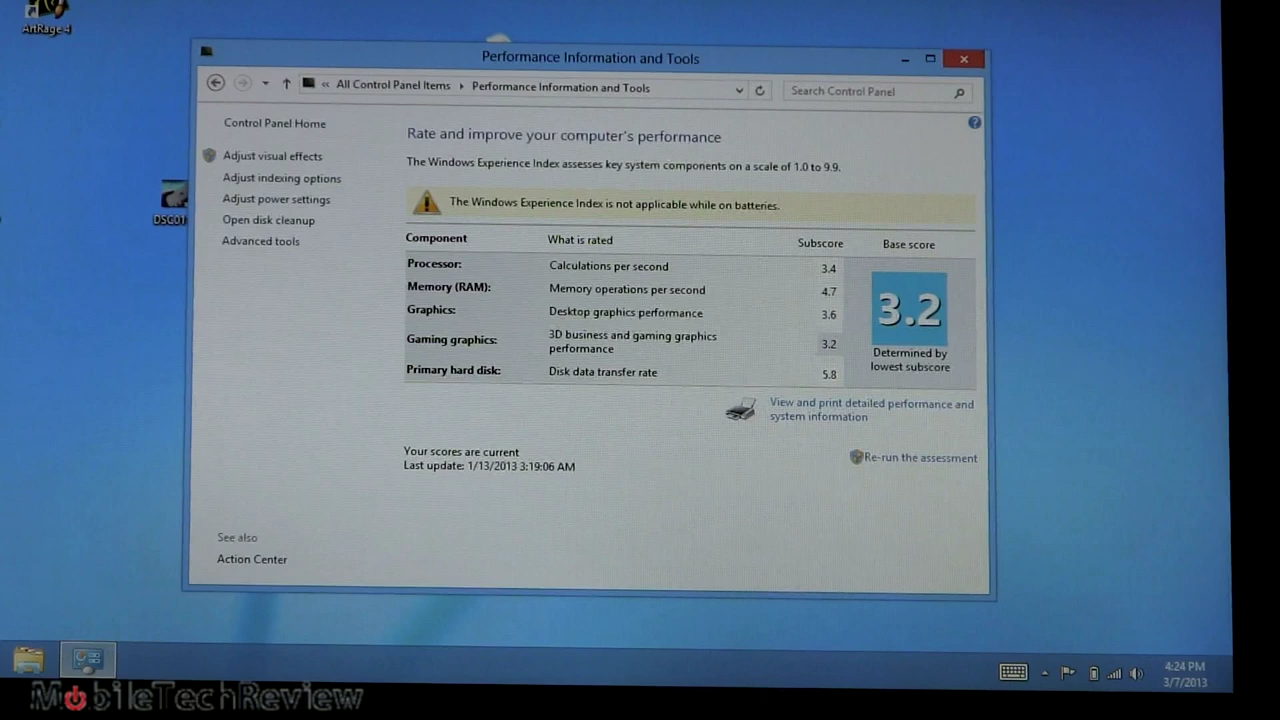 ArtRage 4
Performance Information and Tools
« All Control Panel Items Performance Information and Tools
Search Control Panel
Control Panel Home
Adjust visual effects
Adjust indexing options
Adjust power settings
Open disk cleanup
Advanced tools
Rate and improve your computer's performance
The Windows Experience Index assesses key system components on a scale of 1.0 to 9.9.
The Windows Experience Index is not applicable while on batteries.
Component What is rated Subscore Base score
Processor: Calculations per second 3.4
Memory (RAM): Memory operations per second 4.7
Graphics: Desktop graphics performance 3.6
Gaming graphics: 3D business and gaming graphics
performance 3.2
Primary hard disk: Disk data transfer rate 5.8
3.2
Determined by
lowest subscore
View and print detailed performance and
system information
Your scores are current
Last update: 1/13/2013 3:19:06 AM
Re-run the assessment
See also
Action Center
DSC01
4:24 PM
3/7/2013
MobileTechReview